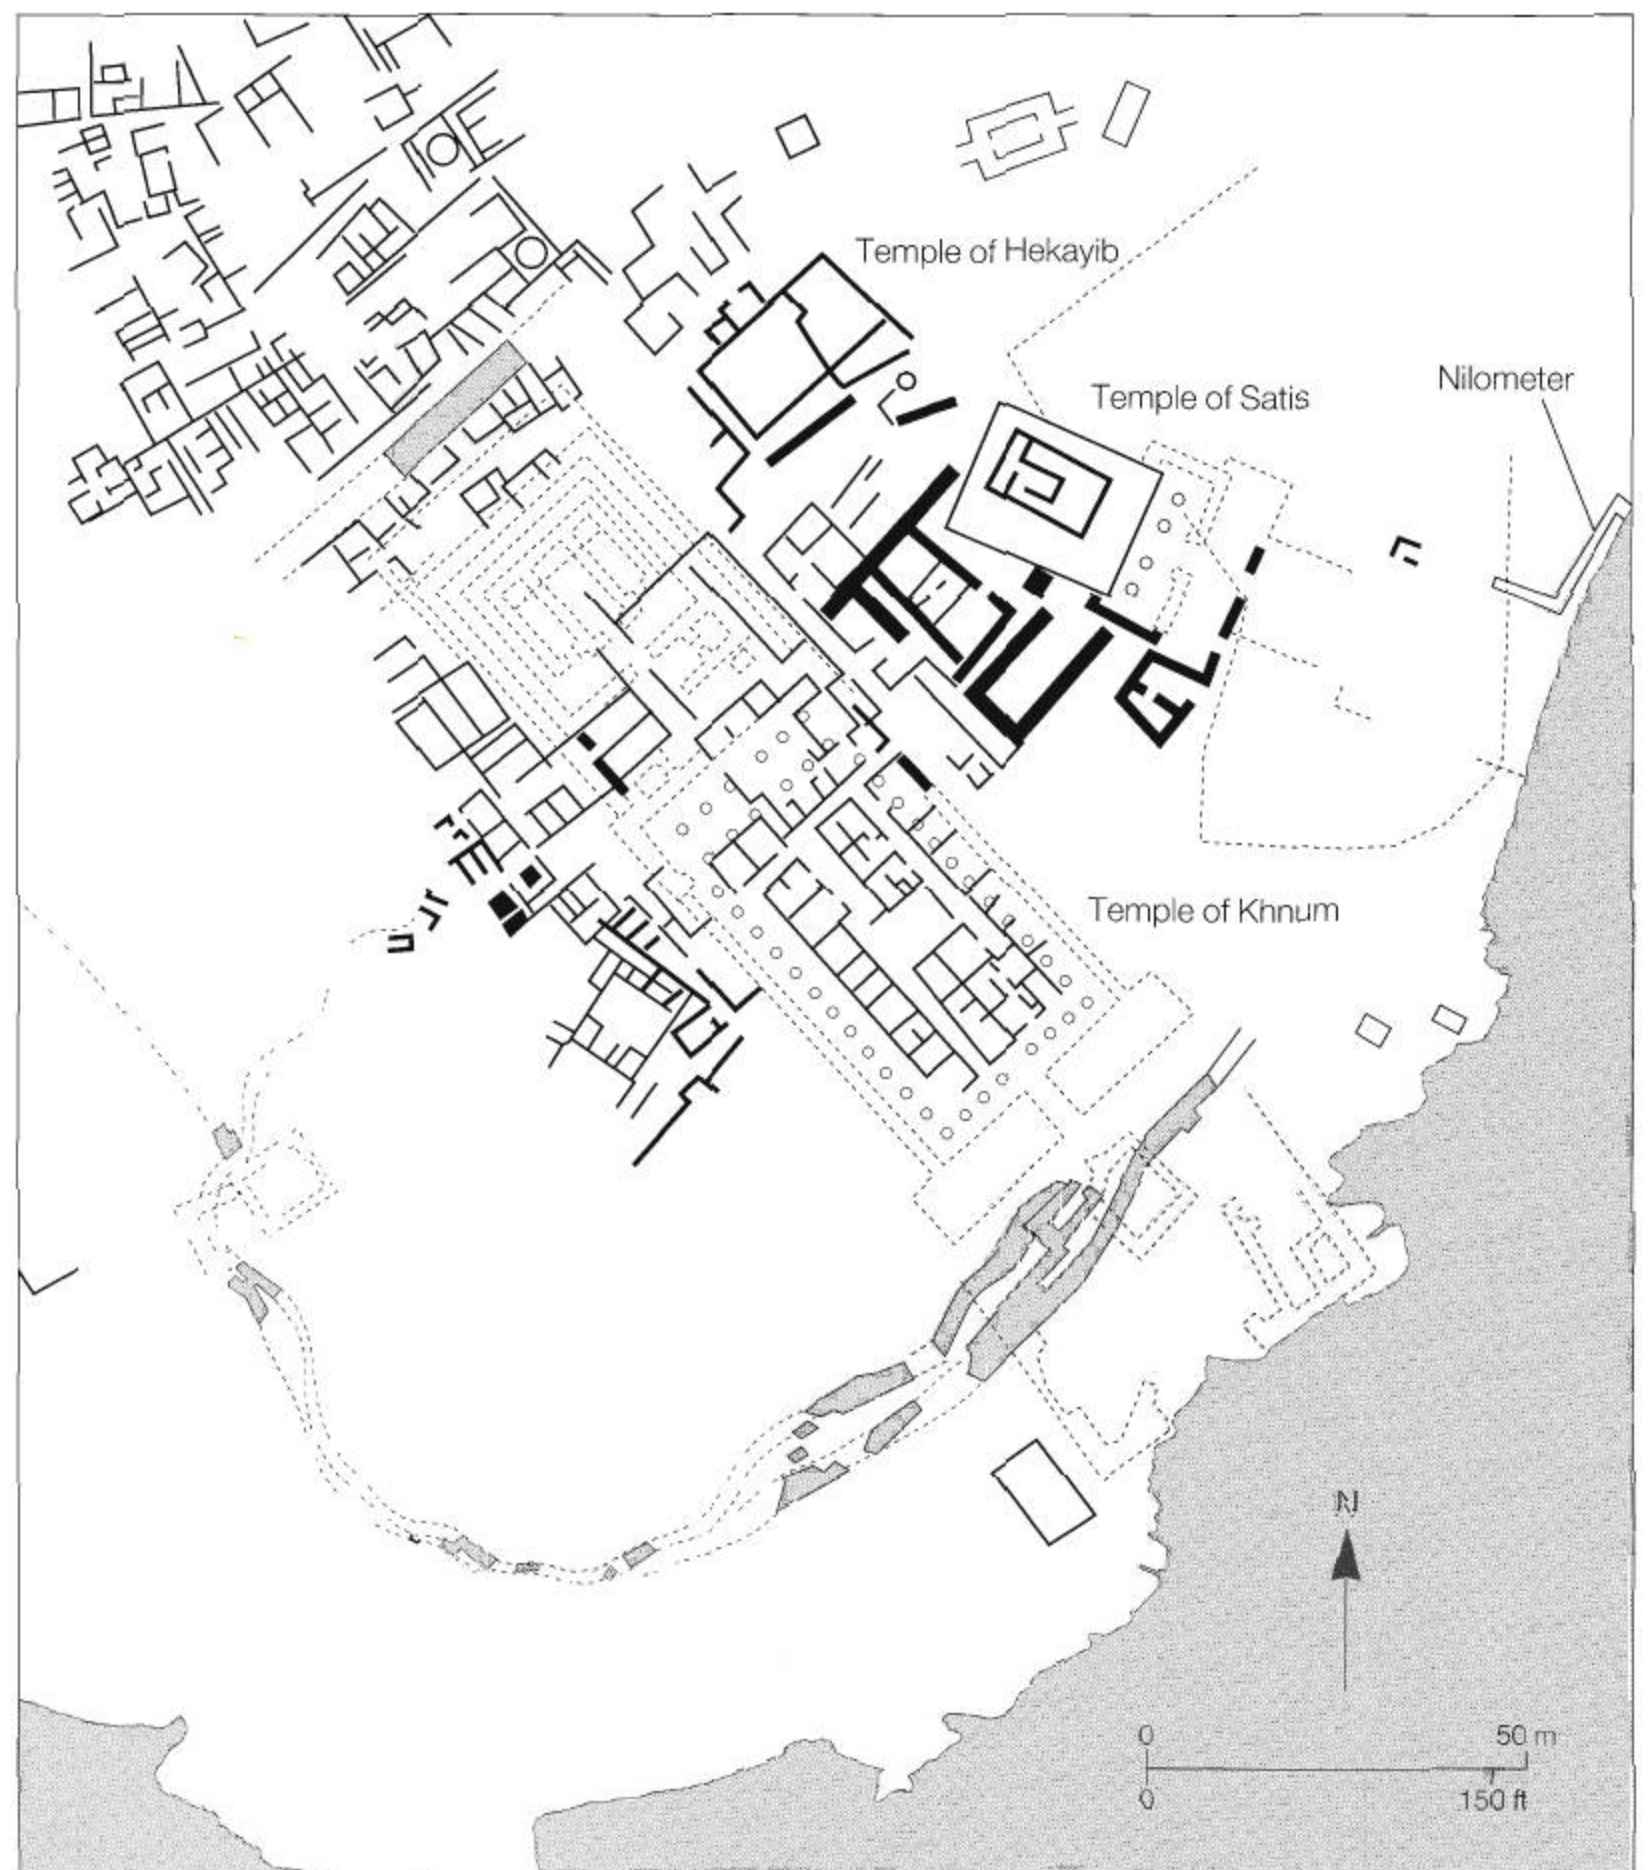 Temple of Hekayib
Nilometer
Temple of Satis
Temple of Khnum
N
0 50 m
0 150 ft